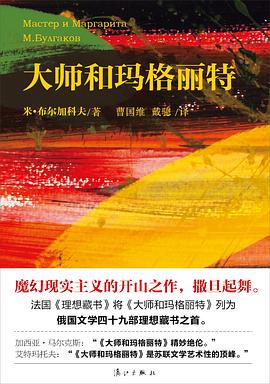 Мастер и Маргарита
М.Булгаков
大师和玛格丽特
米·布尔加科夫/著 曹国维 戴骢/译
魔幻现实主义的开山之作，撒旦起舞。
法国《理想藏书》将《大师和玛格丽特》列为
俄国文学四十九部理想藏书之首。
加西亚·马尔克斯：“《大师和玛格丽特》精妙绝伦。”
艾特玛托夫：“《大师和玛格丽特》是苏联文学艺术性的顶峰。”
漓江出版社